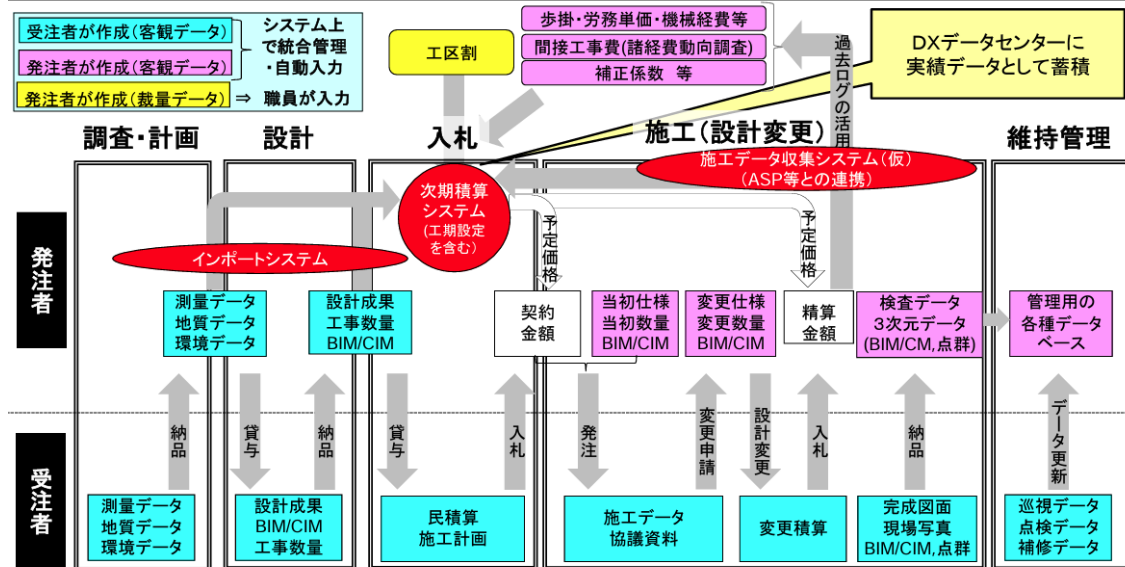 受注者が作成(客観データ)
発注者が作成(客観データ)
システム上
で統合管理
・自動入力
発注者が作成(裁量データ) ⇒ 職員が入力
工区割
歩掛・労務単価・機械経費等
間接工事費(諸経費動向調査)
補正係数 等
過去ログの活用
DXデータセンターに
実績データとして蓄積
調査・計画
設計
入札
施工(設計変更)
維持管理
発注者
次期積算
システム
(工期設定
を含む)
施工データ収集システム(仮)
(ASP等との連携)
インポートシステム
予定価格
予定価格
測量データ
地質データ
環境データ
設計成果
工事数量
BIM/CIM
契約
金額
当初仕様
当初数量
BIM/CIM
変更仕様
変更数量
BIM/CIM
精算
金額
検査データ
3次元データ
(BIM/CM,点群)
管理用の
各種データ
ベース
納品
貸与
納品
貸与
入札
発注
変更申請
設計変更
入札
納品
データ更新
受注者
測量データ
地質データ
環境データ
設計成果
BIM/CIM
工事数量
民積算
施工計画
施工データ
協議資料
変更積算
完成図面
現場写真
BIM/CIM,点群
巡視データ
点検データ
補修データ